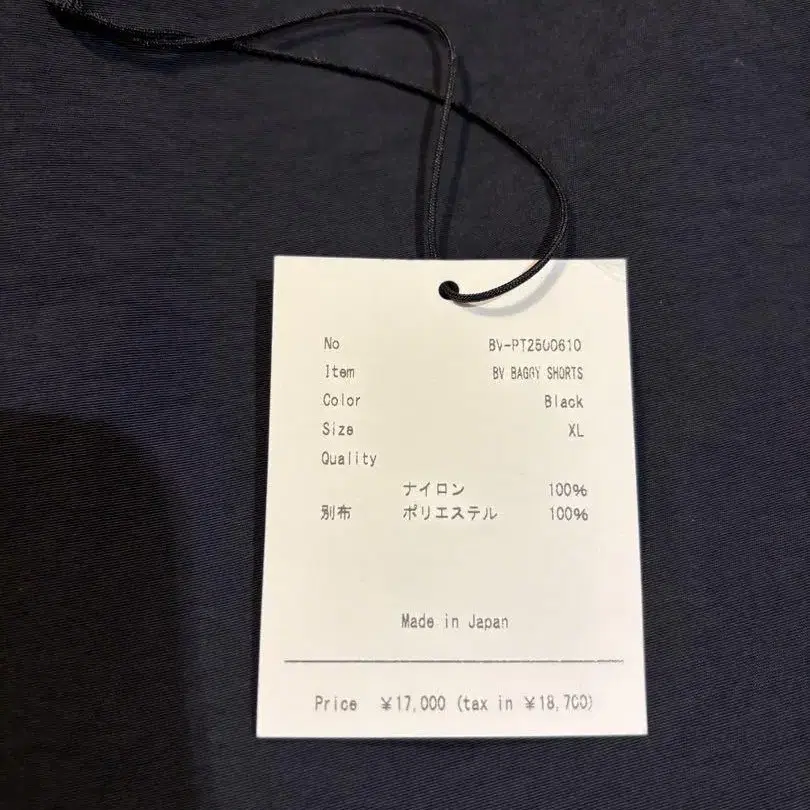 No BV-PT2500610
Item BV BAGGY SHORTS
Color Black
Size XL
Quality
ナイロン 100%
別布 ポリエステル 100%
Made in Japan
Price ¥17,000 (tax in ¥18,700)